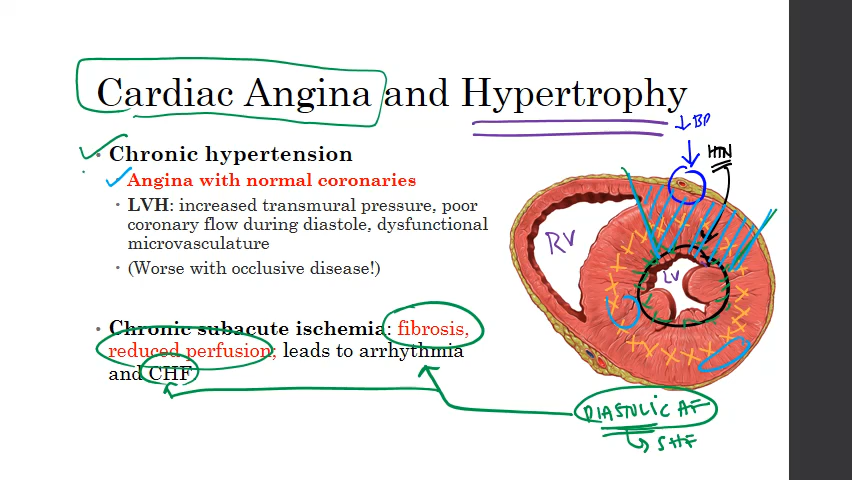 Cardiac Angina and Hypertrophy
↓BP
HTN
• Chronic hypertension
Angina with normal coronaries
• LVH: increased transmural pressure, poor
coronary flow during diastole, dysfunctional
microvasculature
• (Worse with occlusive disease!)
RV
LV
• Chronic subacute ischemia: fibrosis,
reduced perfusion; leads to arrhythmia
and CHF
DIASTOLIC
SHF